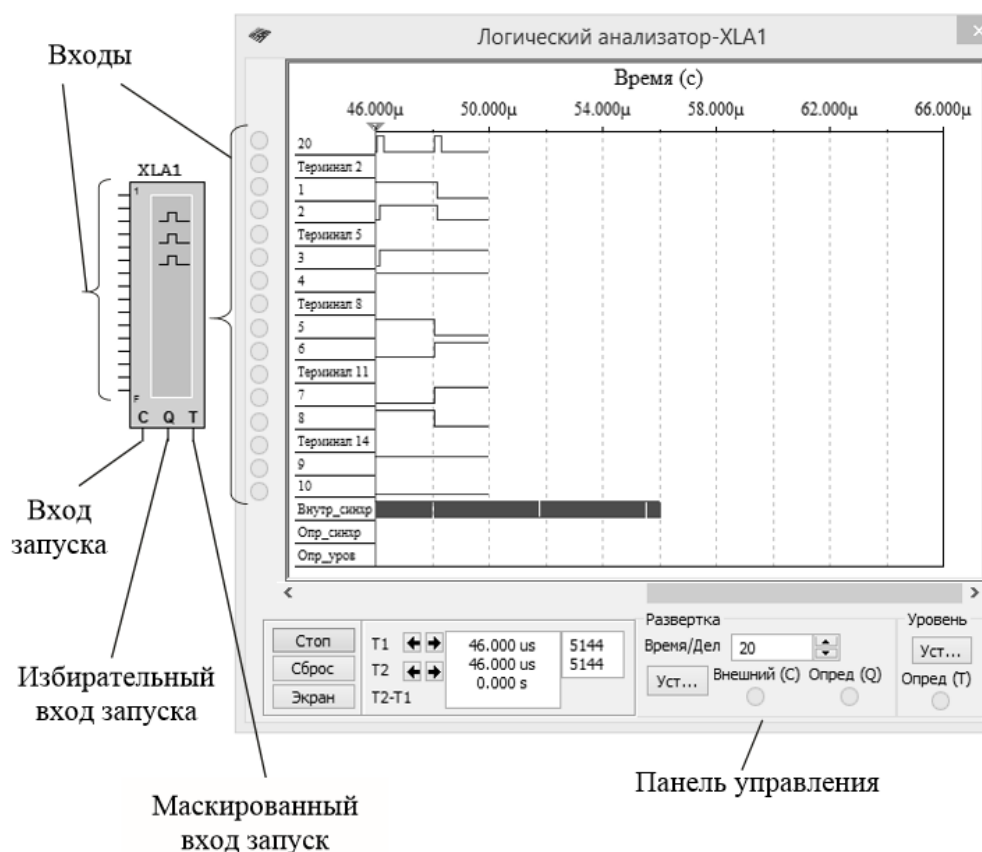 Входы
XLA1
1
F
C Q T
Вход
запуска
Избирательный
вход запуска
Маскированный
вход запуск
Логический анализатор-XLA1
Время (с)
46.000µ 50.000µ 54.000µ 58.000µ 62.000µ 66.000µ
20
Терминал 2
1
2
Терминал 5
3
4
Терминал 8
5
6
Терминал 11
7
8
Терминал 14
9
10
Внутр_синхр
Опр_синхр
Опр_уров
Стоп
Сброс
Экран
T1 46.000 us 5144
T2 46.000 us 5144
T2-T1 0.000 s
Развертка
Время/Дел 20
Уст... Внешний (C) Опред (Q)
Уровень
Уст...
Опред (T)
Панель управления